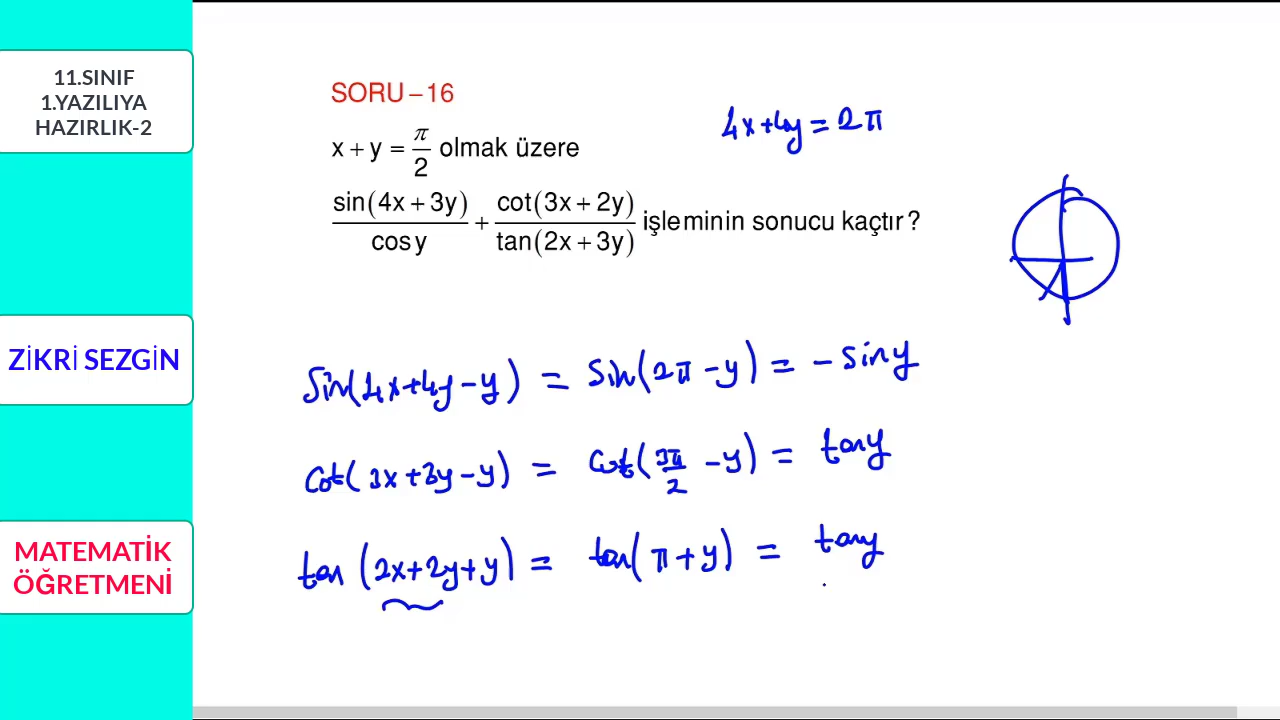 11.SINIF
1.YAZILIYA
HAZIRLIK-2
ZİKRİ SEZGİN
MATEMATİK
ÖĞRETMENİ
SORU – 16
x + y = π/2 olmak üzere
sin(4x + 3y)/cos y + cot(3x + 2y)/tan(2x + 3y) işleminin sonucu kaçtır ?
4x+4y = 2π
Sin(4x+4y-y) = Sin(2π-y) = -siny
Cot(3x+3y-y) = Cot(3π/2 -y) = tany
tan(2x+2y+y) = tan(π+y) = tany